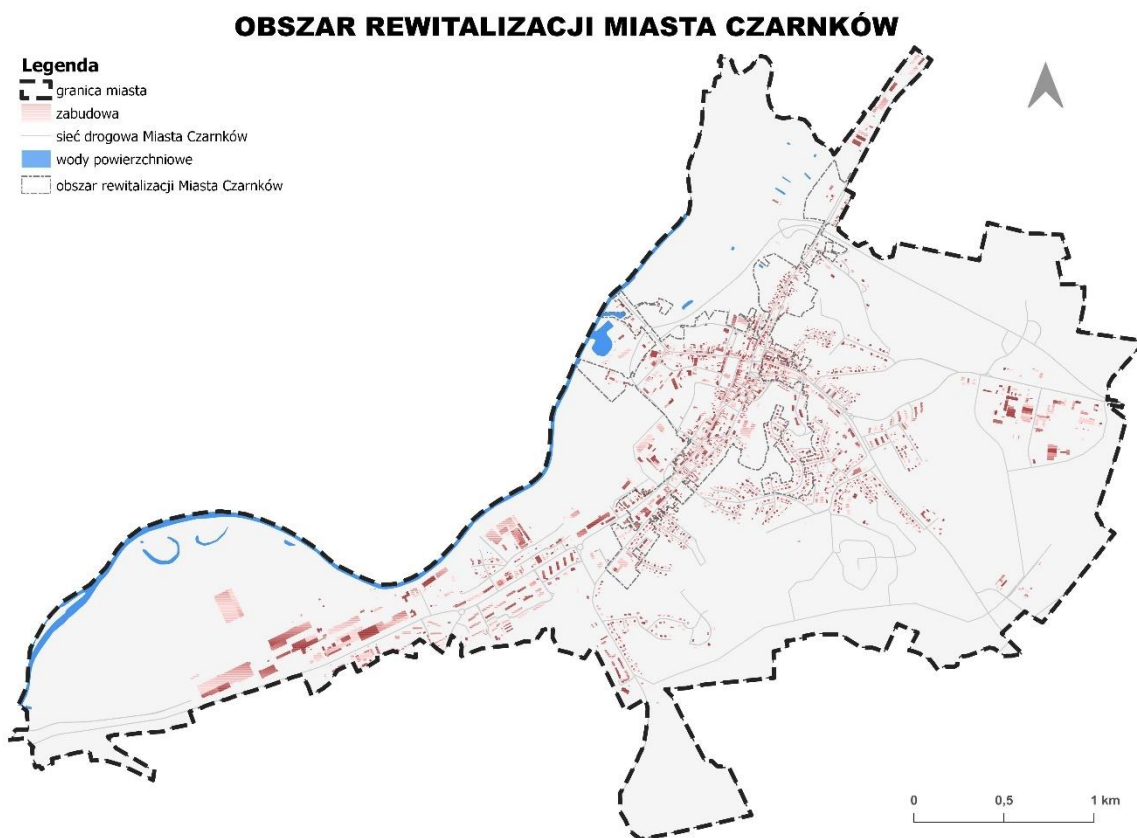 OBSZAR REWITALIZACJI MIASTA CZARNKÓW
Legenda
granica miasta
zabudowa
sieć drogowa Miasta Czarnków
wody powierzchniowe
obszar rewitalizacji Miasta Czarnków
0 0,5 1 km